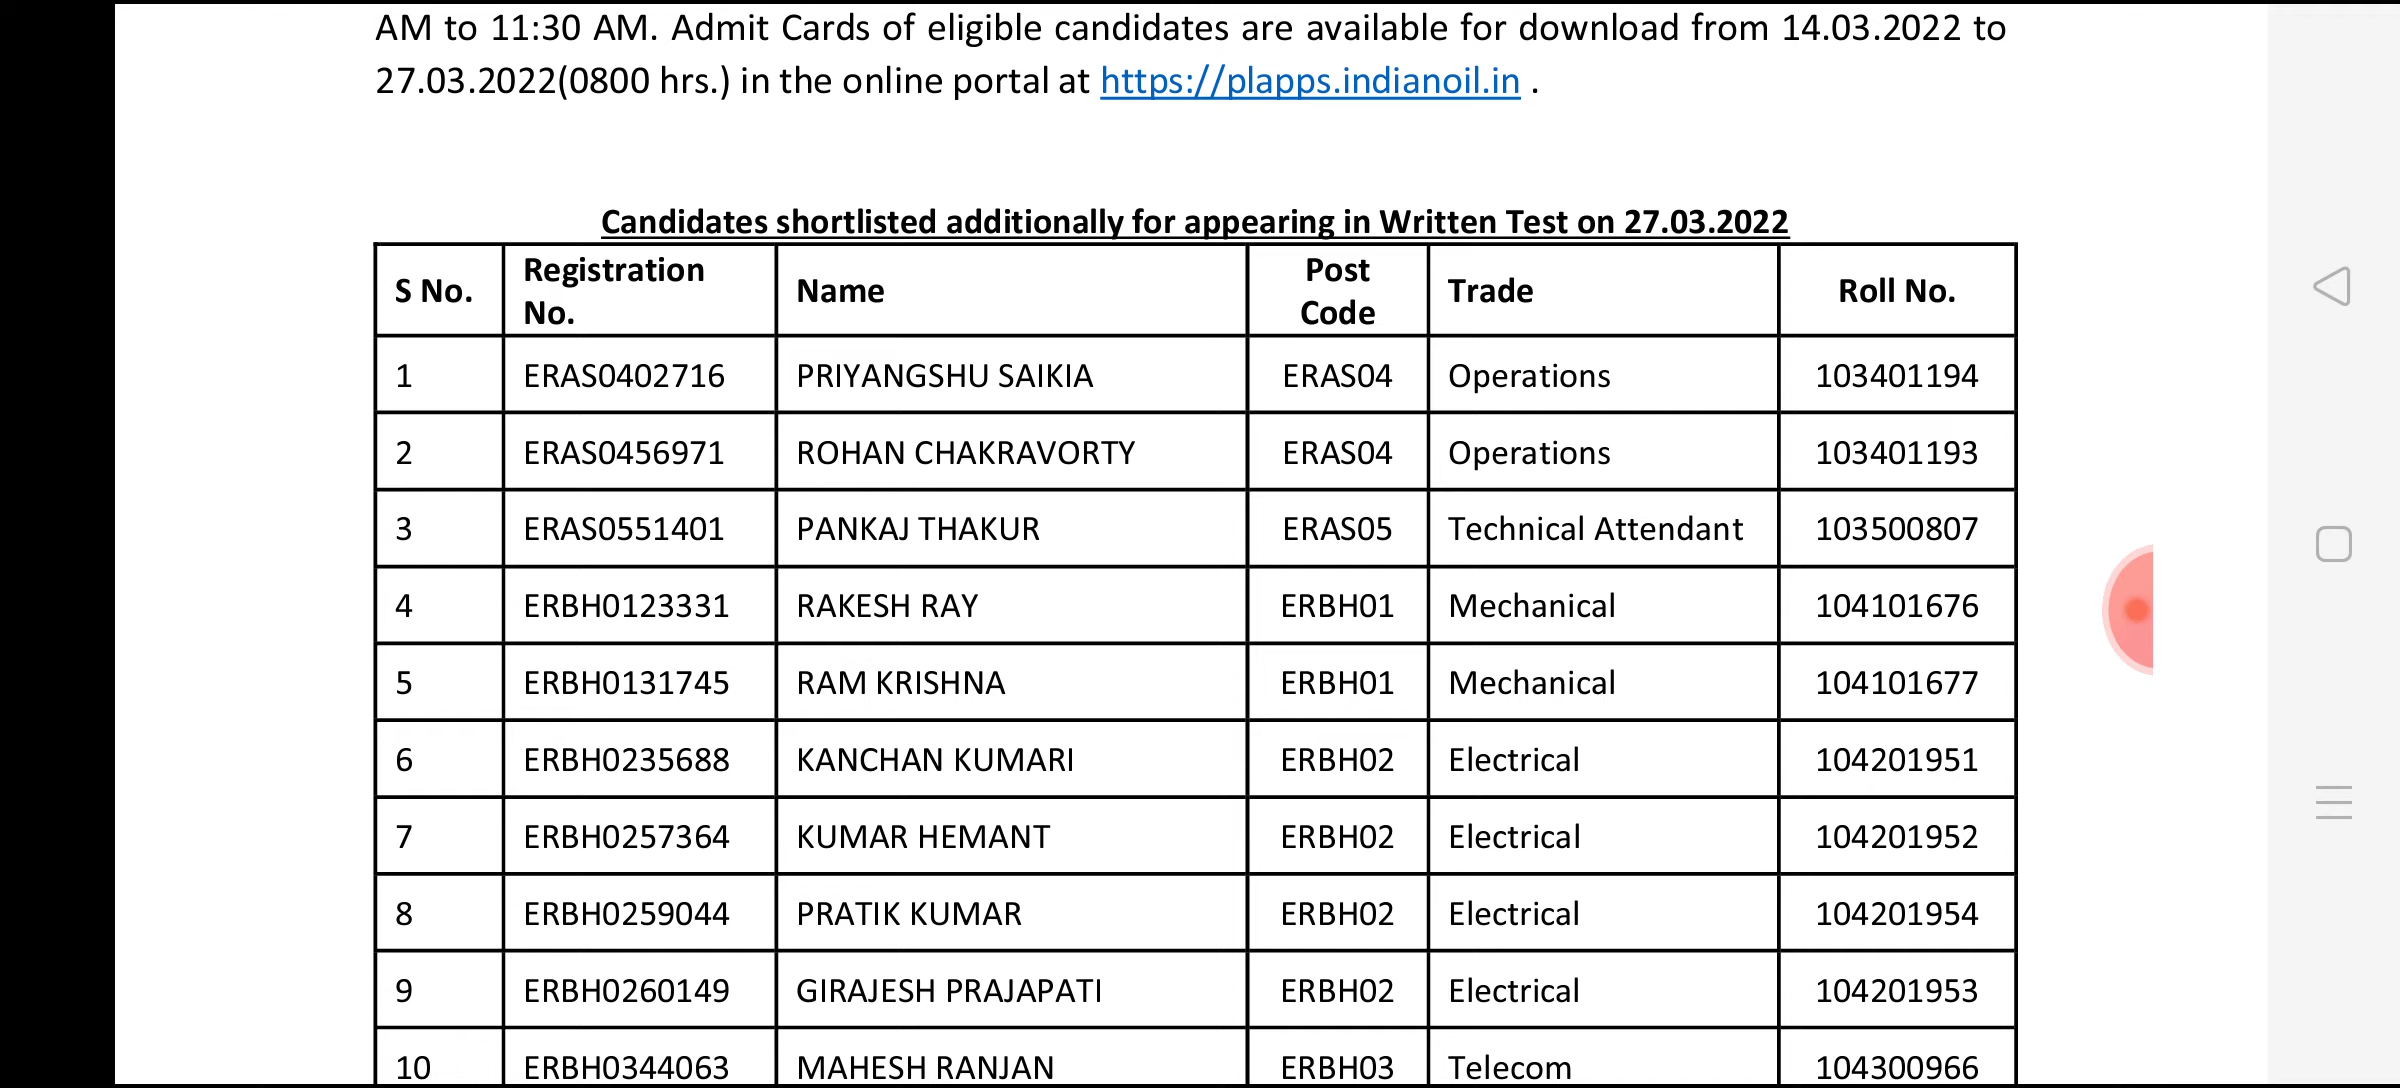 AM to 11:30 AM. Admit Cards of eligible candidates are available for download from 14.03.2022 to
27.03.2022(0800 hrs.) in the online portal at https://plapps.indianoil.in .
Candidates shortlisted additionally for appearing in Written Test on 27.03.2022
S No. Registration No. Name Post Code Trade Roll No.
1 ERAS0402716 PRIYANGSHU SAIKIA ERAS04 Operations 103401194
2 ERAS0456971 ROHAN CHAKRAVORTY ERAS04 Operations 103401193
3 ERAS0551401 PANKAJ THAKUR ERAS05 Technical Attendant 103500807
4 ERBH0123331 RAKESH RAY ERBH01 Mechanical 104101676
5 ERBH0131745 RAM KRISHNA ERBH01 Mechanical 104101677
6 ERBH0235688 KANCHAN KUMARI ERBH02 Electrical 104201951
7 ERBH0257364 KUMAR HEMANT ERBH02 Electrical 104201952
8 ERBH0259044 PRATIK KUMAR ERBH02 Electrical 104201954
9 ERBH0260149 GIRAJESH PRAJAPATI ERBH02 Electrical 104201953
10 ERBH0344063 MAHESH RANJAN ERBH03 Telecom 104300966